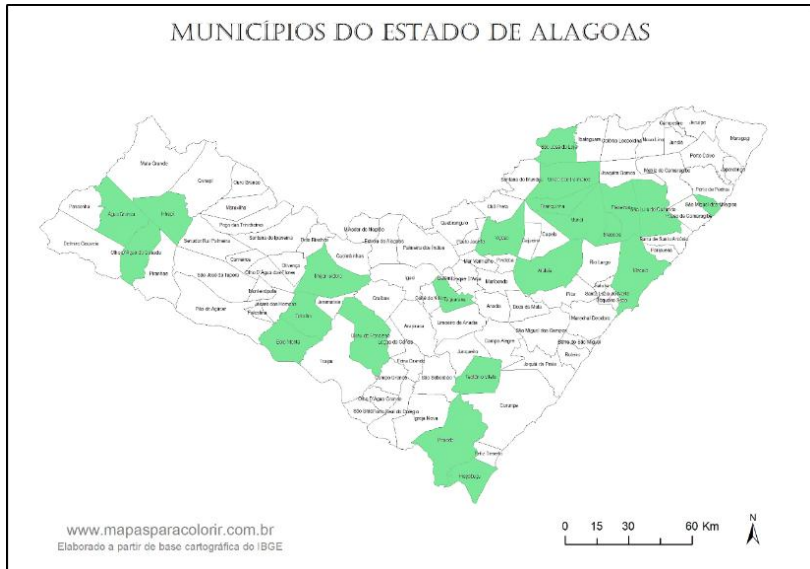 MUNICÍPIOS DO ESTADO DE ALAGOAS
Mata Grande
Canapi
Ouro Branco
Maravilha
Pariconha
Água Branca
Inhapi
Delmiro Gouveia
Olho D'Água do Casado
Piranhas
Carneiros
Senador Rui Palmeira
São José da Tapera
Pão de Açúcar
Santana do Ipanema
Poço das Trincheiras
Dois Riachos
Olivença
Olho D'Água das Flores
Monteirópolis
Palestina
Jacaré dos Homens
Major Isidoro
Cacimbinhas
Minador do Negrão
Estrela de Alagoas
Palmeira dos Índios
Igaci
Craíbas
Jaramataia
Batalha
Belo Monte
Traipu
Girau do Ponciano
Lagoa da Canoa
Arapiraca
Feira Grande
Campo Grande
Olho D'Água Grande
São Brás
Porto Real do Colégio
Igreja Nova
Penedo
Piaçabuçu
Feliz Deserto
Coruripe
São Sebastião
Teotônio Vilela
Junqueiro
Limoeiro de Anadia
Campo Alegre
Anadia
Boca da Mata
São Miguel dos Campos
Jequiá da Praia
Roteiro
Barra de São Miguel
Marechal Deodoro
Pilar
Atalaia
Maribondo
Mar Vermelho
Paulo Jacinto
Quebrangulo
Viçosa
Chã Preta
Cajueiro
Capela
Pindoba
Rio Largo
Maceió
Murici
Branquinha
União dos Palmares
Santana do Mundaú
São José da Laje
Ibateguara
Colônia Leopoldina
Novo Lino
Joaquim Gomes
Flexeiras
Messias
São Luís do Quitunde
Matriz de Camaragibe
Passo de Camaragibe
São Miguel dos Milagres
Porto de Pedras
Porto Calvo
Jundiá
Jacuípe
Campestre
Maragogi
Japaratinga
Barra de Santo Antônio
Paripueira
www.mapasparacolorir.com.br
Elaborado a partir de base cartográfica do IBGE
0 15 30 60 Km
N